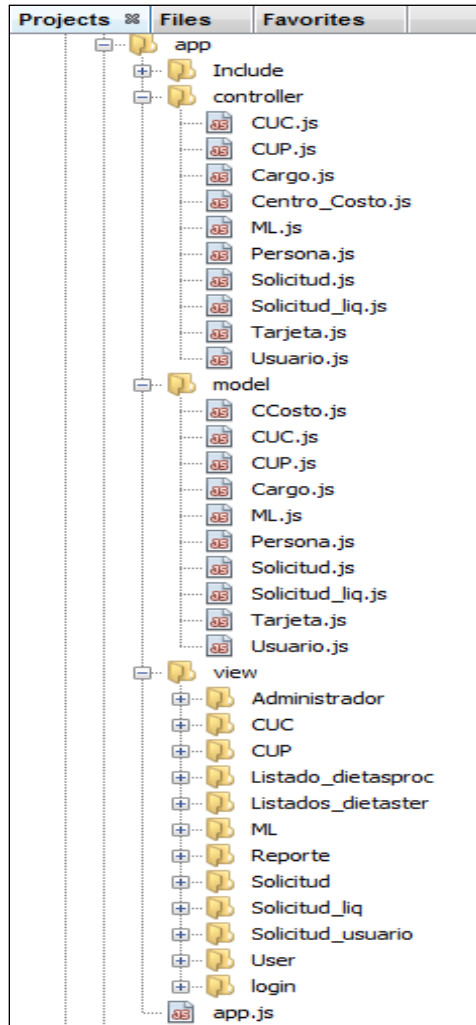 Projects Files Favorites
app
Include
controller
CUC.js
CUP.js
Cargo.js
Centro_Costo.js
ML.js
Persona.js
Solicitud.js
Solicitud_liq.js
Tarjeta.js
Usuario.js
model
CCosto.js
CUC.js
CUP.js
Cargo.js
ML.js
Persona.js
Solicitud.js
Solicitud_liq.js
Tarjeta.js
Usuario.js
view
Administrador
CUC
CUP
Listado_dietasproc
Listados_dietaster
ML
Reporte
Solicitud
Solicitud_liq
Solicitud_usuario
User
login
app.js